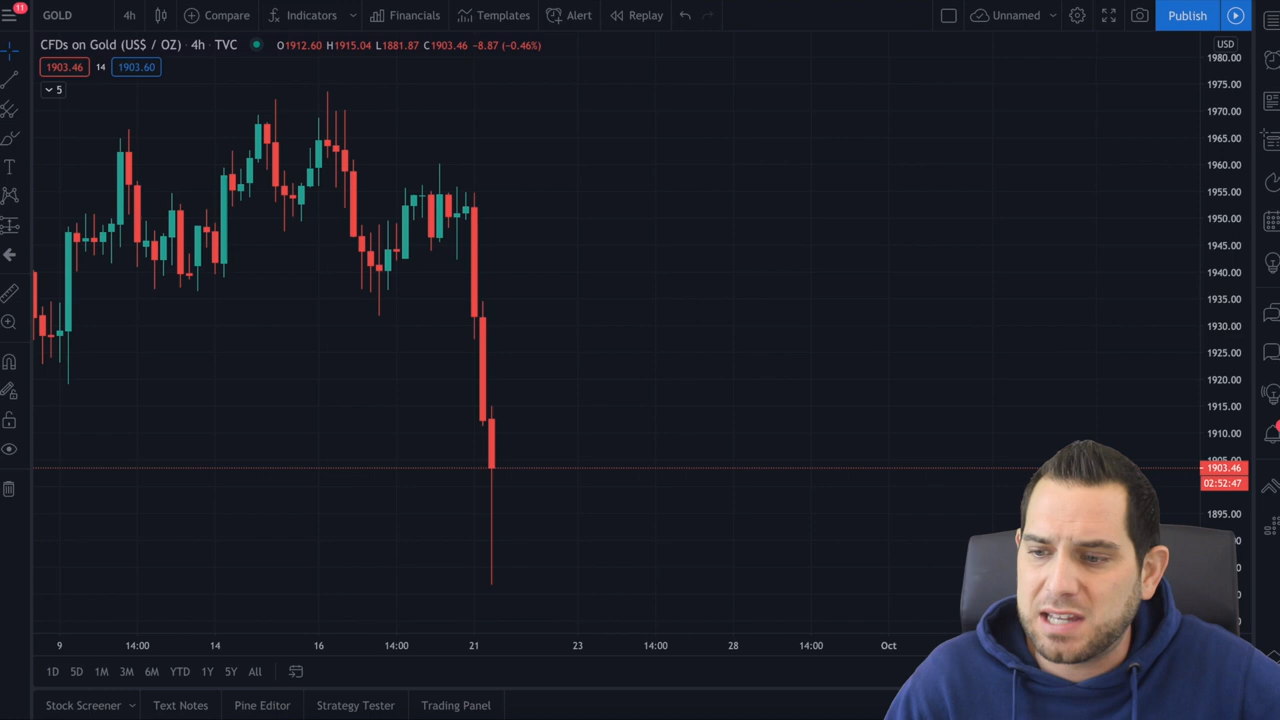 11
GOLD
4h
Compare
Indicators
Financials
Templates
Alert
Replay
Unnamed
Publish
CFDs on Gold (US$ / OZ) · 4h · TVC
O1912.60 H1915.04 L1881.87 C1903.46 -8.87 (-0.46%)
1903.46
14
1903.60
5
USD
1980.00
1975.00
1970.00
1965.00
1960.00
1955.00
1950.00
1945.00
1940.00
1935.00
1930.00
1925.00
1920.00
1915.00
1910.00
1905.00
1903.46
02:52:47
1895.00
9
14:00
14
16
14:00
21
23
14:00
28
14:00
Oct
1D
5D
1M
3M
6M
YTD
1Y
5Y
All
Stock Screener
Text Notes
Pine Editor
Strategy Tester
Trading Panel